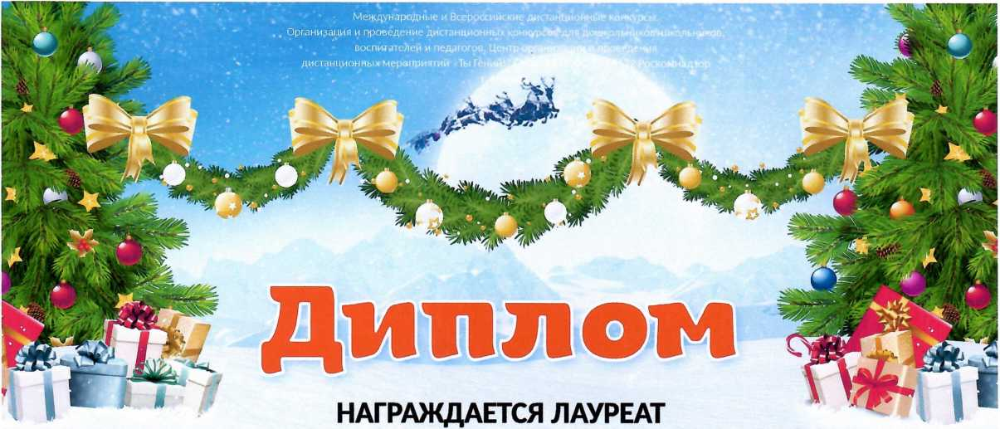 Международные и Всероссийские дистанционные конкурсы.
Организация и проведение дистанционных конкурсов для дошкольников, школьников,
воспитателей и педагогов. Центр организации и проведения
дистанционных мероприятий «Ты Гений» Роскомнадзор
Диплом
НАГРАЖДАЕТСЯ ЛАУРЕАТ